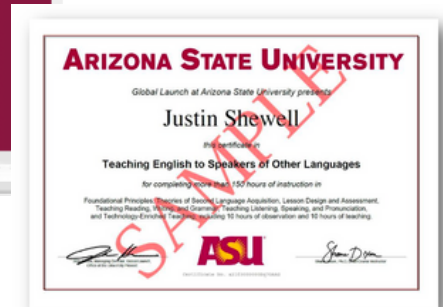 ARIZONA STATE UNIVERSITY
Global Launch at Arizona State University presents
Justin Shewell
this certificate in
Teaching English to Speakers of Other Languages
for completing more than 150 hours of instruction in
Foundational Principles, Theories of Second Language Acquisition, Lesson Design and Assessment,
Teaching Reading, Writing, and Grammar, Teaching Listening, Speaking, and Pronunciation,
and Technology-Enriched Teaching, including 10 hours of observation and 10 hours of teaching.
SAMPLE
ASU
Certificate No.